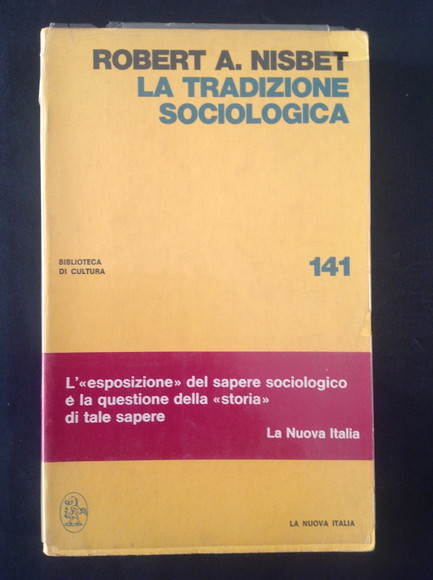 ROBERT A. NISBET
LA TRADIZIONE
SOCIOLOGICA
BIBLIOTECA
DI CULTURA
141
L'«esposizione» del sapere sociologico
é la questione della «storia»
di tale sapere
La Nuova Italia
LA NUOVA ITALIA